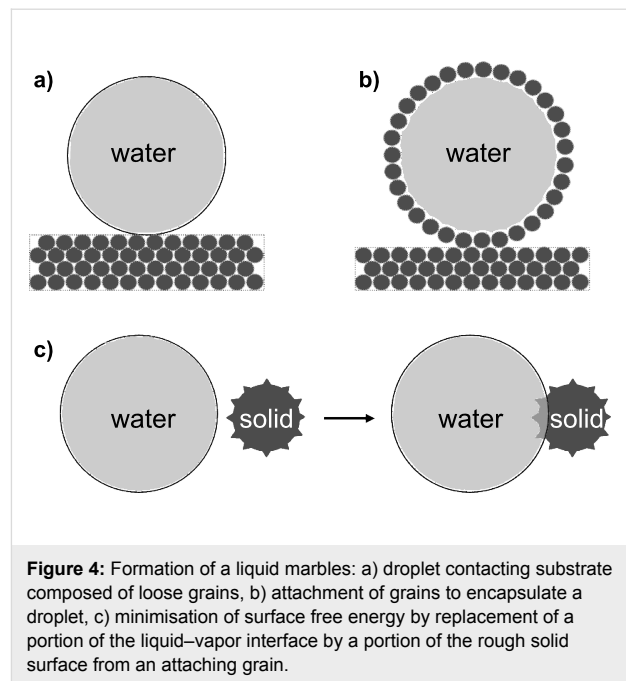 a)
b)
water
water
c)
water
solid
water
solid
Figure 4: Formation of a liquid marbles: a) droplet contacting substrate
composed of loose grains, b) attachment of grains to encapsulate a
droplet, c) minimisation of surface free energy by replacement of a
portion of the liquid–vapor interface by a portion of the rough solid
surface from an attaching grain.